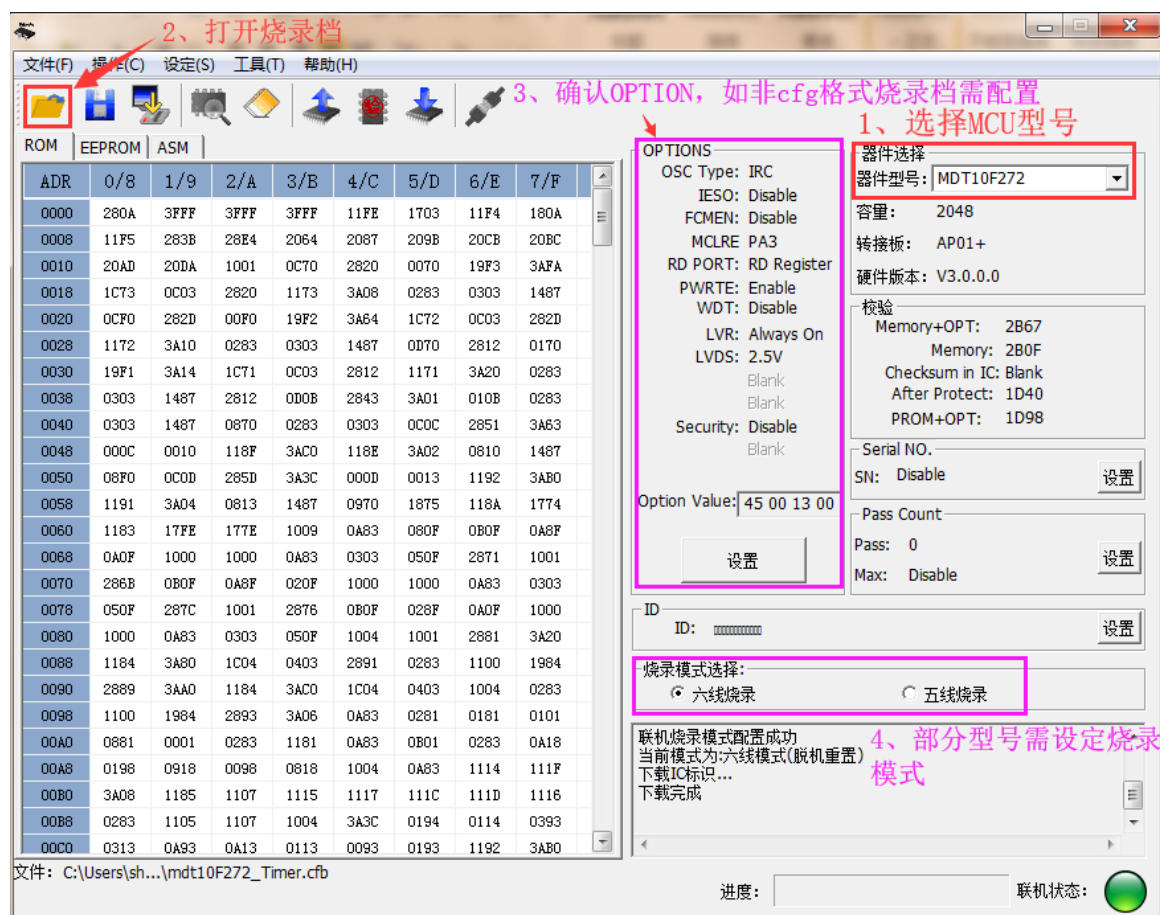 2、打开烧录档
文件(F) 操作(C) 设定(S) 工具(T) 帮助(H)
3、确认OPTION，如非cfg格式烧录档需配置
1、选择MCU型号
ROM EEPROM ASM
ADR 0/8 1/9 2/A 3/B 4/C 5/D 6/E 7/F
0000 280A 3FFF 3FFF 3FFF 11FE 1703 11F4 180A
0008 11F5 283B 28E4 2064 2087 209B 20CB 20BC
0010 20AD 20DA 1001 0C70 2820 0070 19F3 3AFA
0018 1C73 0C03 2820 1173 3A08 0283 0303 1487
0020 0CF0 282D 00F0 19F2 3A64 1C72 0C03 282D
0028 1172 3A10 0283 0303 1487 0D70 2812 0170
0030 19F1 3A14 1C71 0C03 2812 1171 3A20 0283
0038 0303 1487 2812 0D0B 2843 3A01 010B 0283
0040 0303 1487 0870 0283 0303 0C0C 2851 3A63
0048 000C 0010 118F 3AC0 118E 3A02 0810 1487
0050 08F0 0C0D 285D 3A3C 000D 0013 1192 3AB0
0058 1191 3A04 0813 1487 0970 1875 118A 1774
0060 1183 17FE 177E 1009 0A83 080F 0B0F 0A8F
0068 0A0F 1000 1000 0A83 0303 050F 2871 1001
0070 286B 0B0F 0A8F 020F 1000 1000 0A83 0303
0078 050F 287C 1001 2876 0B0F 028F 0A0F 1000
0080 1000 0A83 0303 050F 1004 1001 2881 3A20
0088 1184 3A80 1C04 0403 2891 0283 1100 1984
0090 2889 3AA0 1184 3AC0 1C04 0403 1004 0283
0098 1100 1984 2893 3A06 0A83 0281 0181 0101
00A0 0881 0001 0283 1181 0A83 0B01 0283 0A18
00A8 0198 0918 0098 0818 1004 0A83 1114 111F
00B0 3A08 1185 1107 1115 1117 111C 111D 1116
00B8 0283 1105 1107 1004 3A3C 0194 0114 0393
00C0 0313 0A93 0A13 0113 0093 0193 1192 3AB0
OPTIONS
OSC Type: IRC
IESO: Disable
FCMEN: Disable
MCLRE PA3
RD PORT: RD Register
PWRTE: Enable
WDT: Disable
LVR: Always On
LVDS: 2.5V
Blank
Blank
Security: Disable
Blank
Option Value: 45 00 13 00
设置
器件选择
器件型号: MDT10F272
容量: 2048
转接板: AP01+
硬件版本: V3.0.0.0
校验
Memory+OPT: 2B67
Memory: 2B0F
Checksum in IC: Blank
After Protect: 1D40
PROM+OPT: 1D98
Serial NO.
SN: Disable 设置
Pass Count
Pass: 0
设置
Max: Disable
ID
ID: 设置
烧录模式选择:
六线烧录 五线烧录
联机烧录模式配置成功
当前模式为:六线模式(脱机重置)
下载IC标识...
下载完成
4、部分型号需设定烧录
模式
文件: C:\Users\sh...\mdt10F272_Timer.cfb
进度: 联机状态: